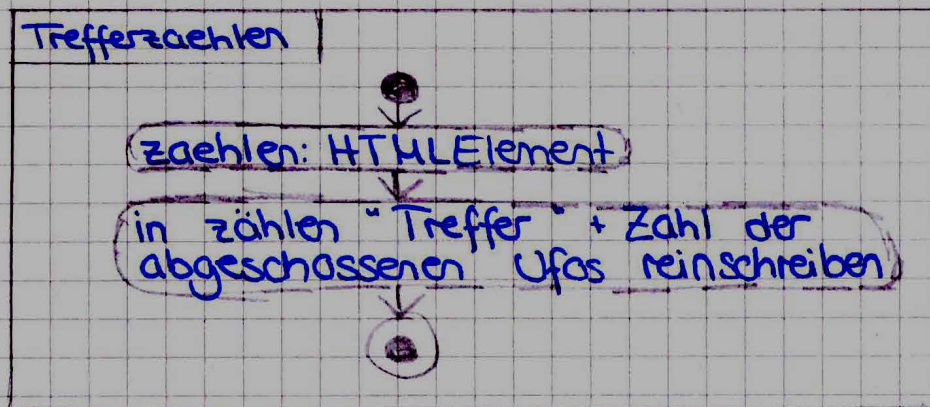 Trefferzaehlen
zaehlen: HTMLElement
in zählen "Treffer" + Zahl der
abgeschossenen Ufos reinschreiben